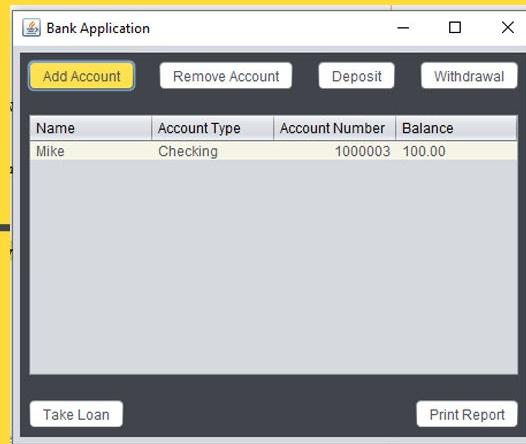 Bank Application
Add Account Remove Account Deposit Withdrawal
Name Account Type Account Number Balance
Mike Checking 1000003 100.00
Take Loan Print Report